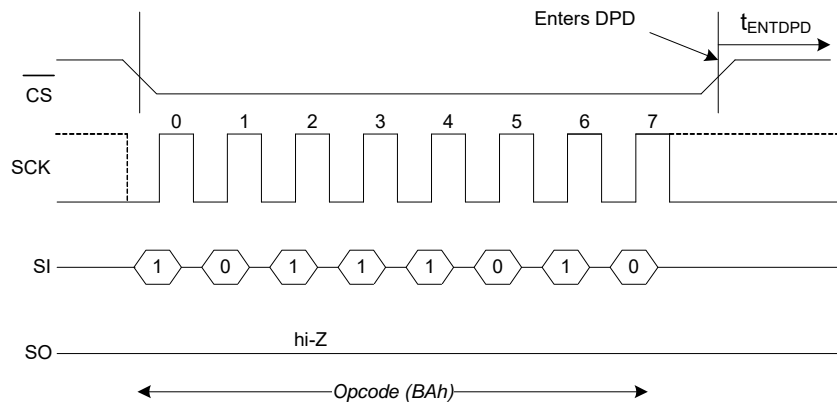 Enters DPD
tENTDPD
CS
0 1 2 3 4 5 6 7
SCK
SI
1 0 1 1 1 0 1 0
hi-Z
SO
Opcode (BAh)